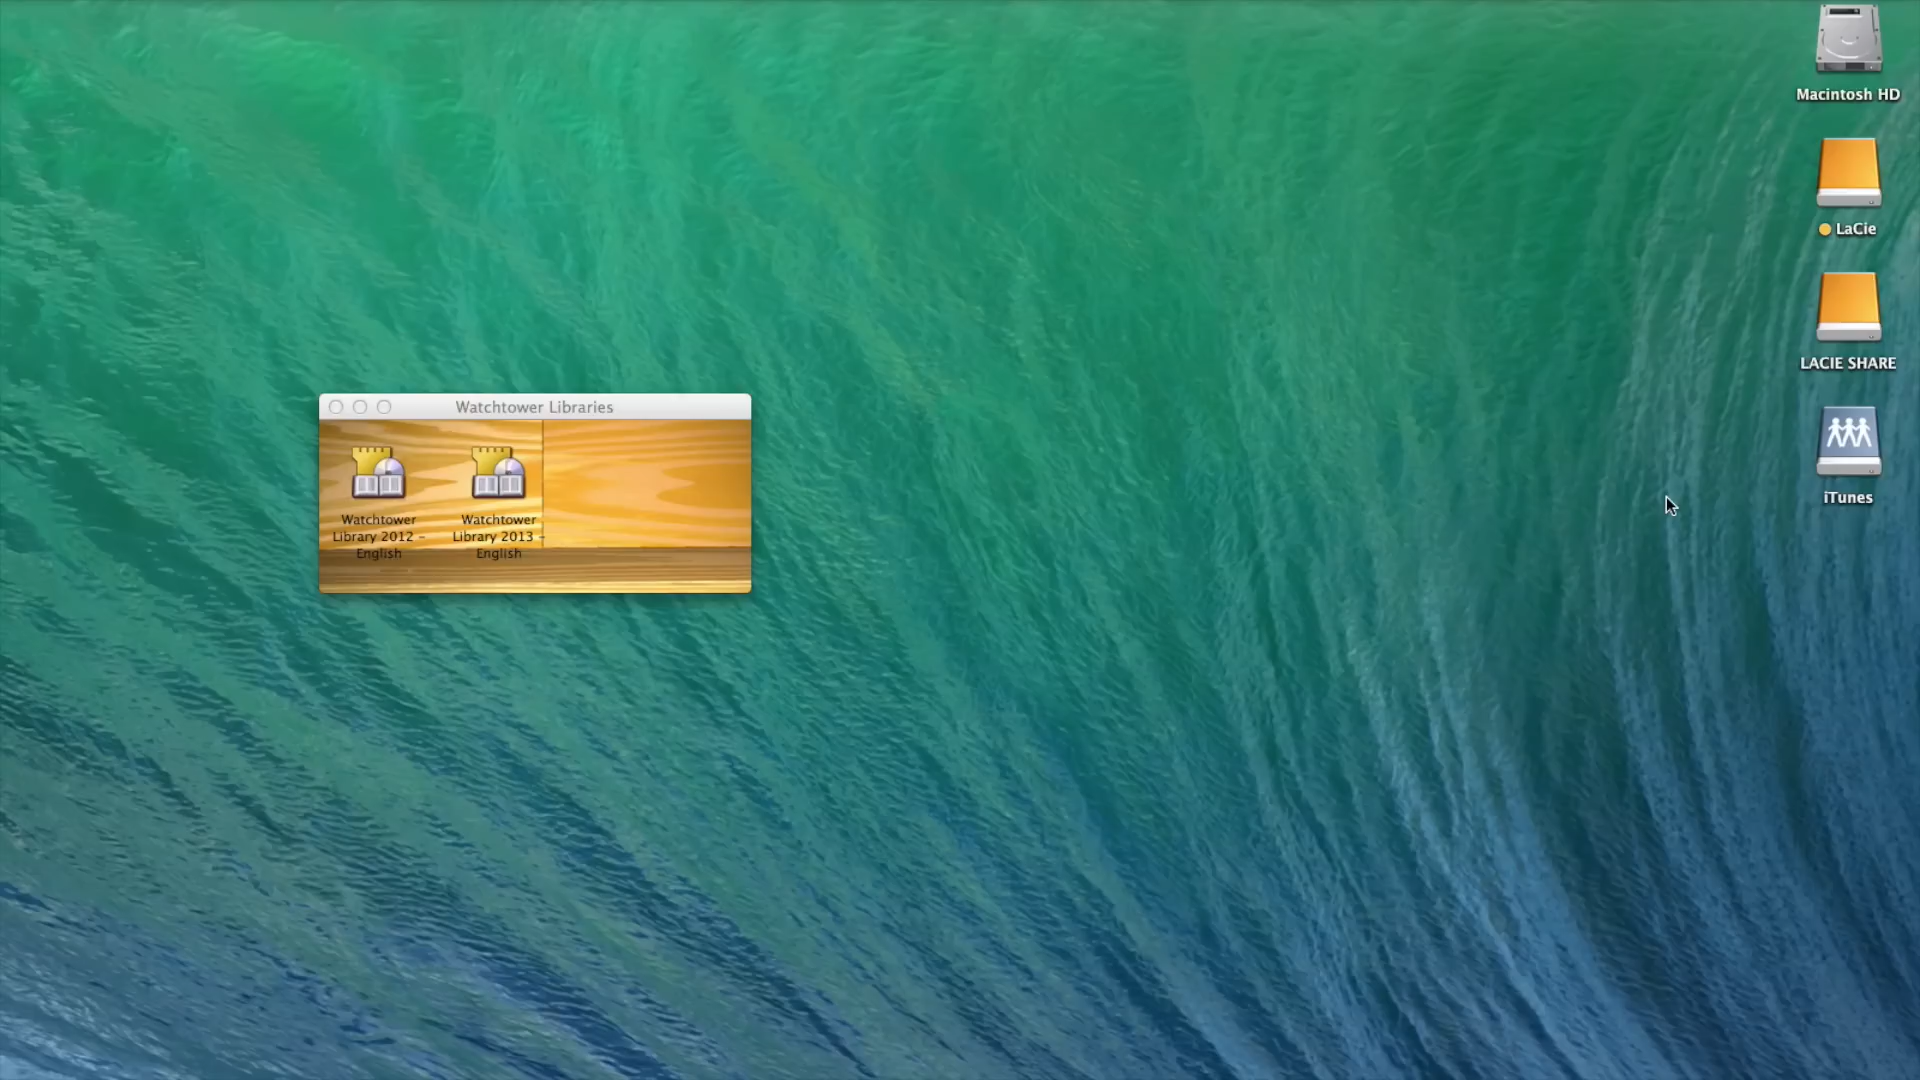 Macintosh HD
LaCie
LACIE SHARE
iTunes
Watchtower Libraries
Watchtower
Library 2012 –
English
Watchtower
Library 2013 –
English